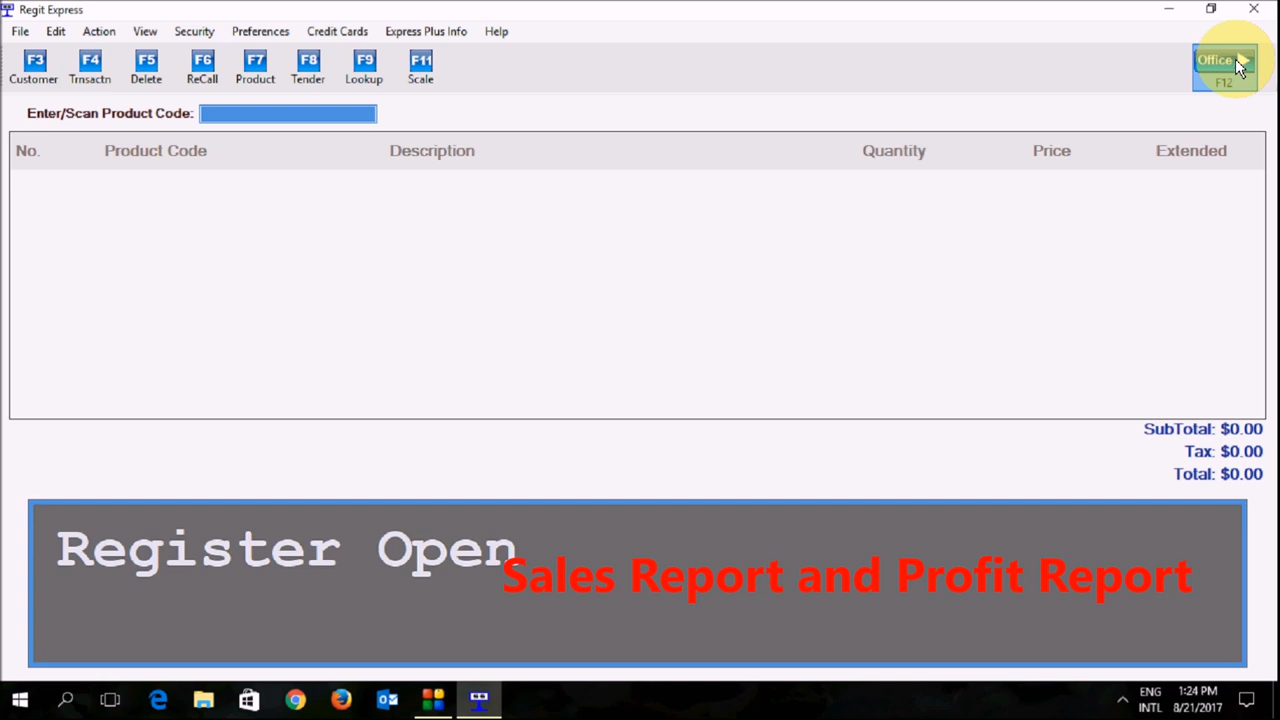 Regit Express
File Edit Action View Security Preferences Credit Cards Express Plus Info Help
F3 F4 F5 F6 F7 F8 F9 F11 Office
Customer Trnsactn Delete ReCall Product Tender Lookup Scale F12
Enter/Scan Product Code:
No. Product Code Description Quantity Price Extended
SubTotal: $0.00
Tax: $0.00
Total: $0.00
Register Open
Sales Report and Profit Report
ENG 1:24 PM
INTL 8/21/2017